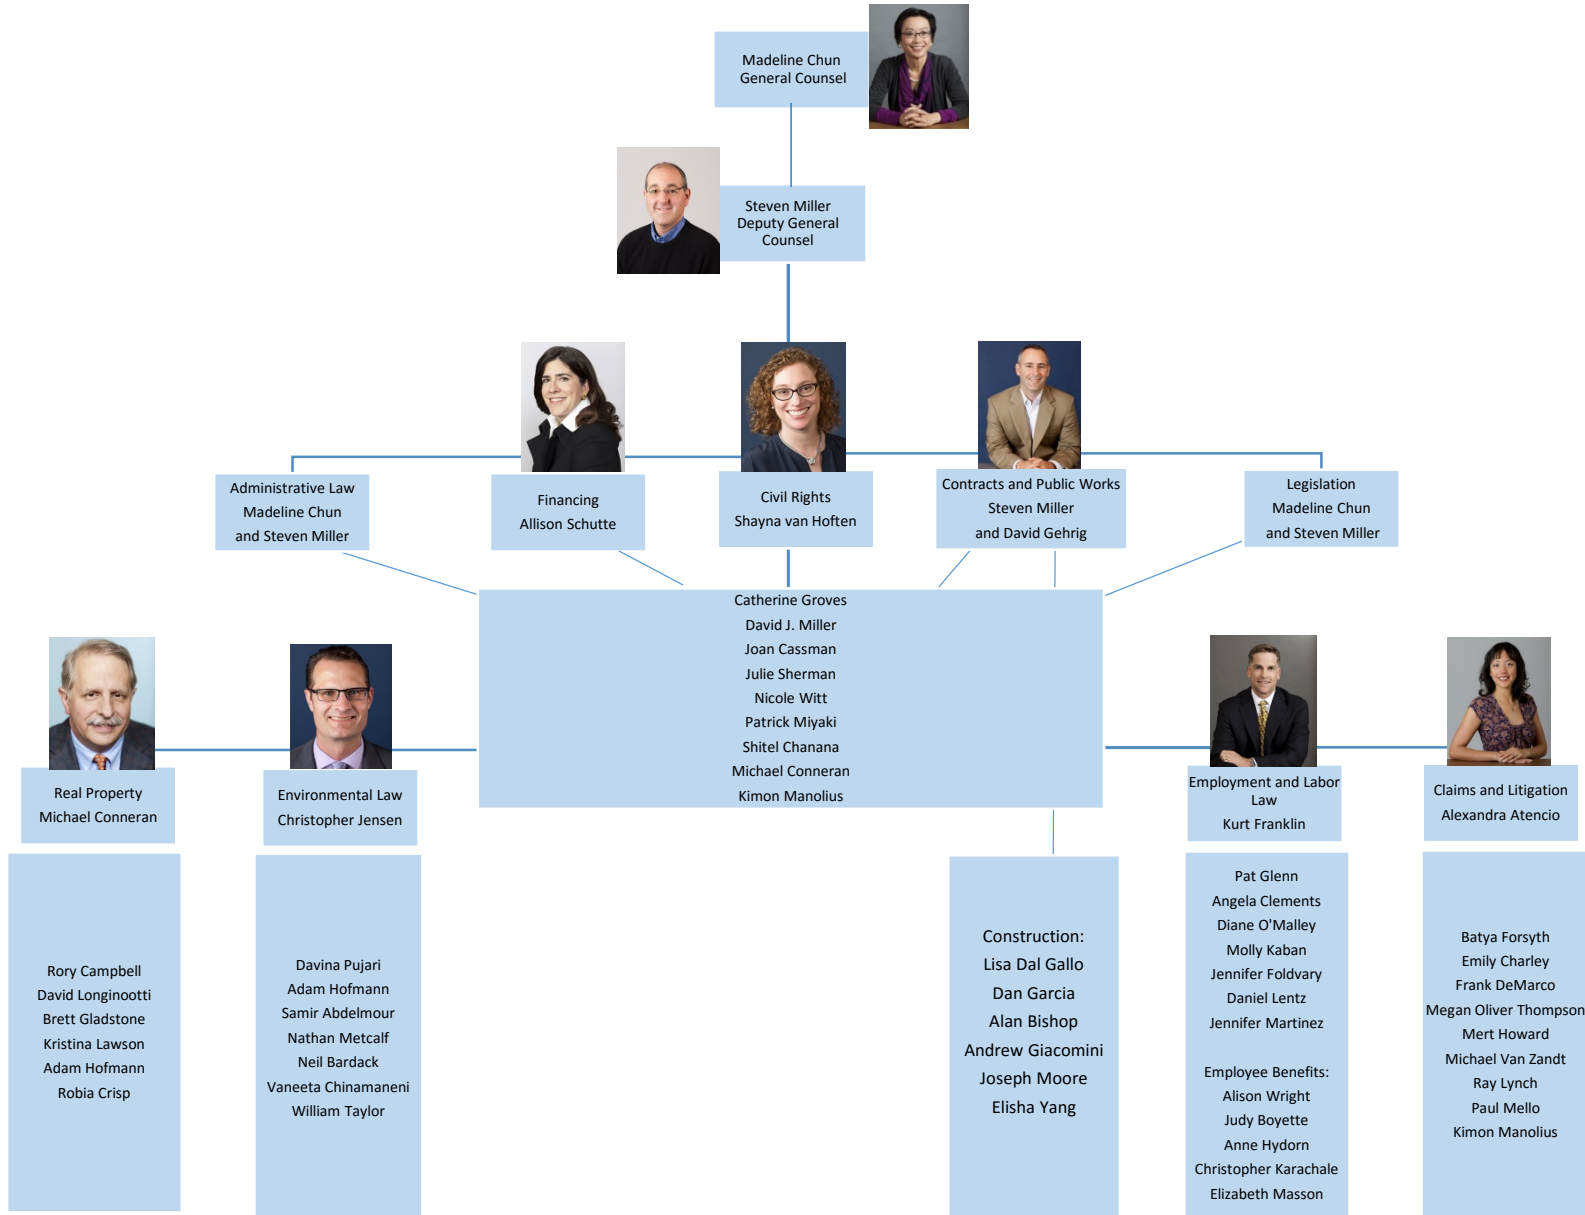 Madeline Chun
General Counsel
Steven Miller
Deputy General
Counsel
Administrative Law
Madeline Chun
and Steven Miller
Financing
Allison Schutte
Civil Rights
Shayna van Hoften
Contracts and Public Works
Steven Miller
and David Gehrig
Legislation
Madeline Chun
and Steven Miller
Catherine Groves
David J. Miller
Joan Cassman
Julie Sherman
Nicole Witt
Patrick Miyaki
Shitel Chanana
Michael Conneran
Kimon Manolius
Real Property
Michael Conneran
Environmental Law
Christopher Jensen
Employment and Labor
Law
Kurt Franklin
Claims and Litigation
Alexandra Atencio
Rory Campbell
David Longinootti
Brett Gladstone
Kristina Lawson
Adam Hofmann
Robia Crisp
Davina Pujari
Adam Hofmann
Samir Abdelmour
Nathan Metcalf
Neil Bardack
Vaneeta Chinamaneni
William Taylor
Construction:
Lisa Dal Gallo
Dan Garcia
Alan Bishop
Andrew Giacomini
Joseph Moore
Elisha Yang
Pat Glenn
Angela Clements
Diane O'Malley
Molly Kaban
Jennifer Foldvary
Daniel Lentz
Jennifer Martinez
Employee Benefits:
Alison Wright
Judy Boyette
Anne Hydorn
Christopher Karachale
Elizabeth Masson
Batya Forsyth
Emily Charley
Frank DeMarco
Megan Oliver Thompson
Mert Howard
Michael Van Zandt
Ray Lynch
Paul Mello
Kimon Manolius